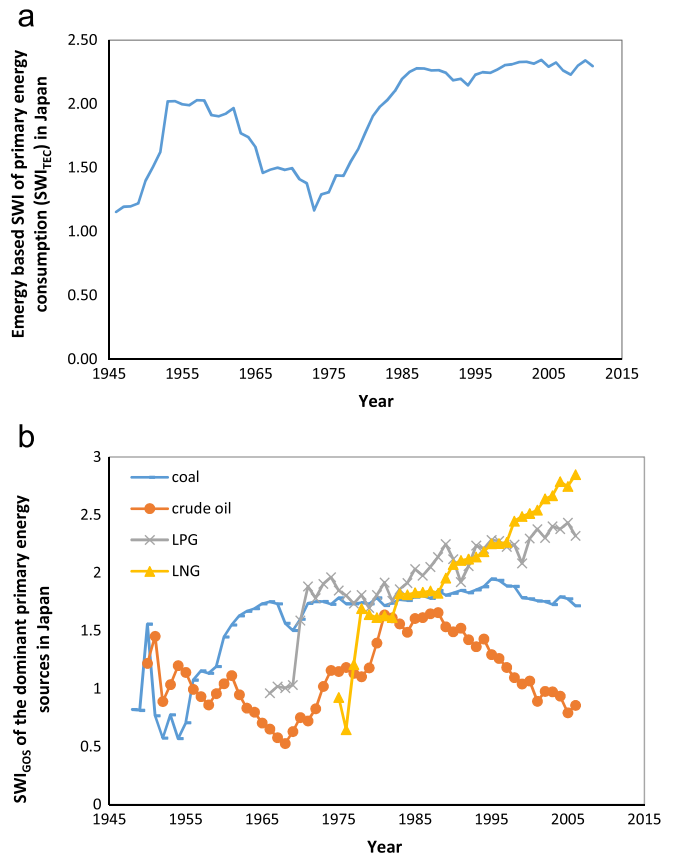 a
Emergy based SWI of primary energy
consumption (SWITEC) in Japan
2.50
2.00
1.50
1.00
0.50
0.00
1945 1955 1965 1975 1985 1995 2005 2015
Year
b
SWIGOS of the dominant primary energy
sources in Japan
3
2.5
2
1.5
1
0.5
0
coal
crude oil
LPG
LNG
1945 1955 1965 1975 1985 1995 2005 2015
Year